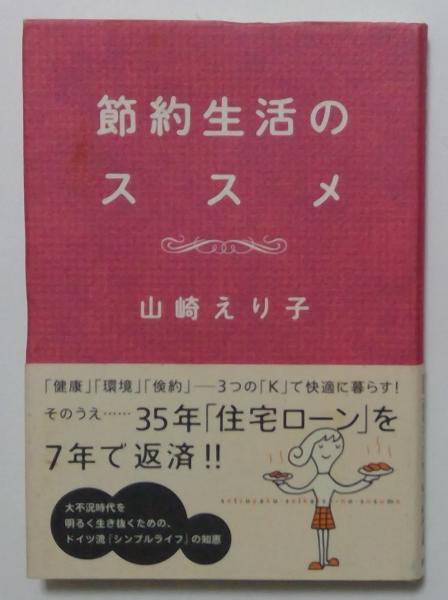 節約生活の
ススメ
山崎えり子
「健康」「環境」「倹約」──3つの「K」で快適に暮らす!
そのうえ……35年「住宅ローン」を
7年で返済!!
setsuyaku seikatsu-no-susume
大不況時代を
明るく生き抜くための、
ドイツ流「シンプルライフ」の知恵